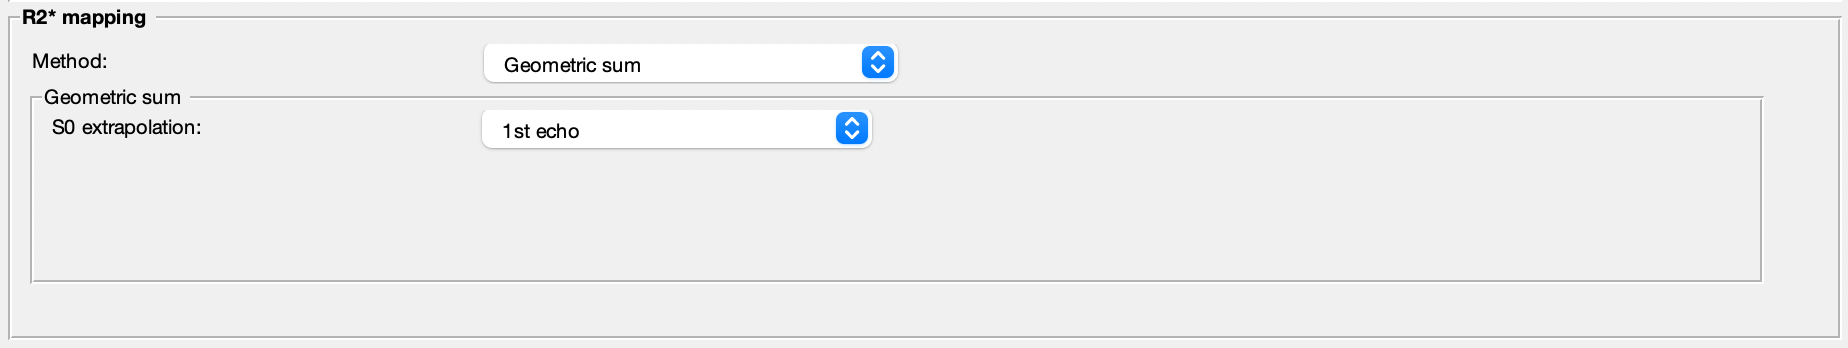 R2* mapping
Method:
Geometric sum
Geometric sum
S0 extrapolation:
1st echo